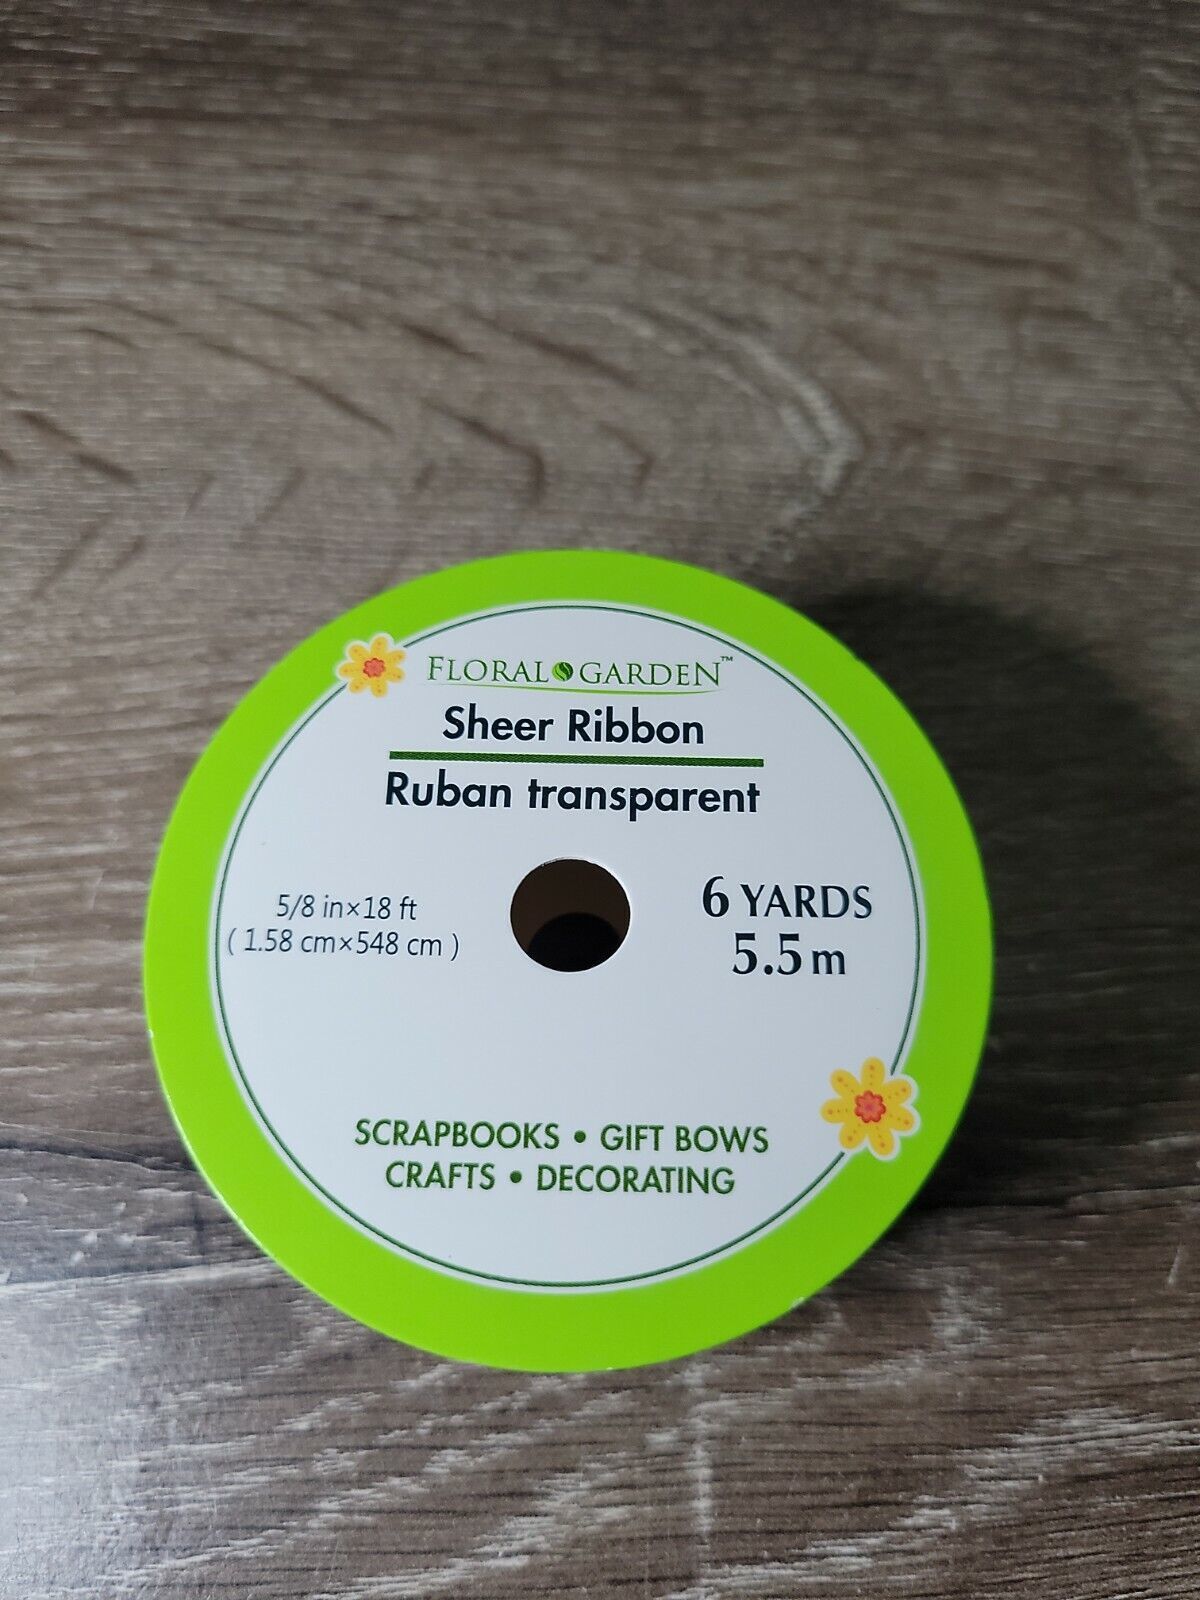 FLORAL GARDEN™
Sheer Ribbon
Ruban transparent
5/8 in×18 ft
( 1.58 cm×548 cm )
6 YARDS
5.5 m
SCRAPBOOKS • GIFT BOWS
CRAFTS • DECORATING